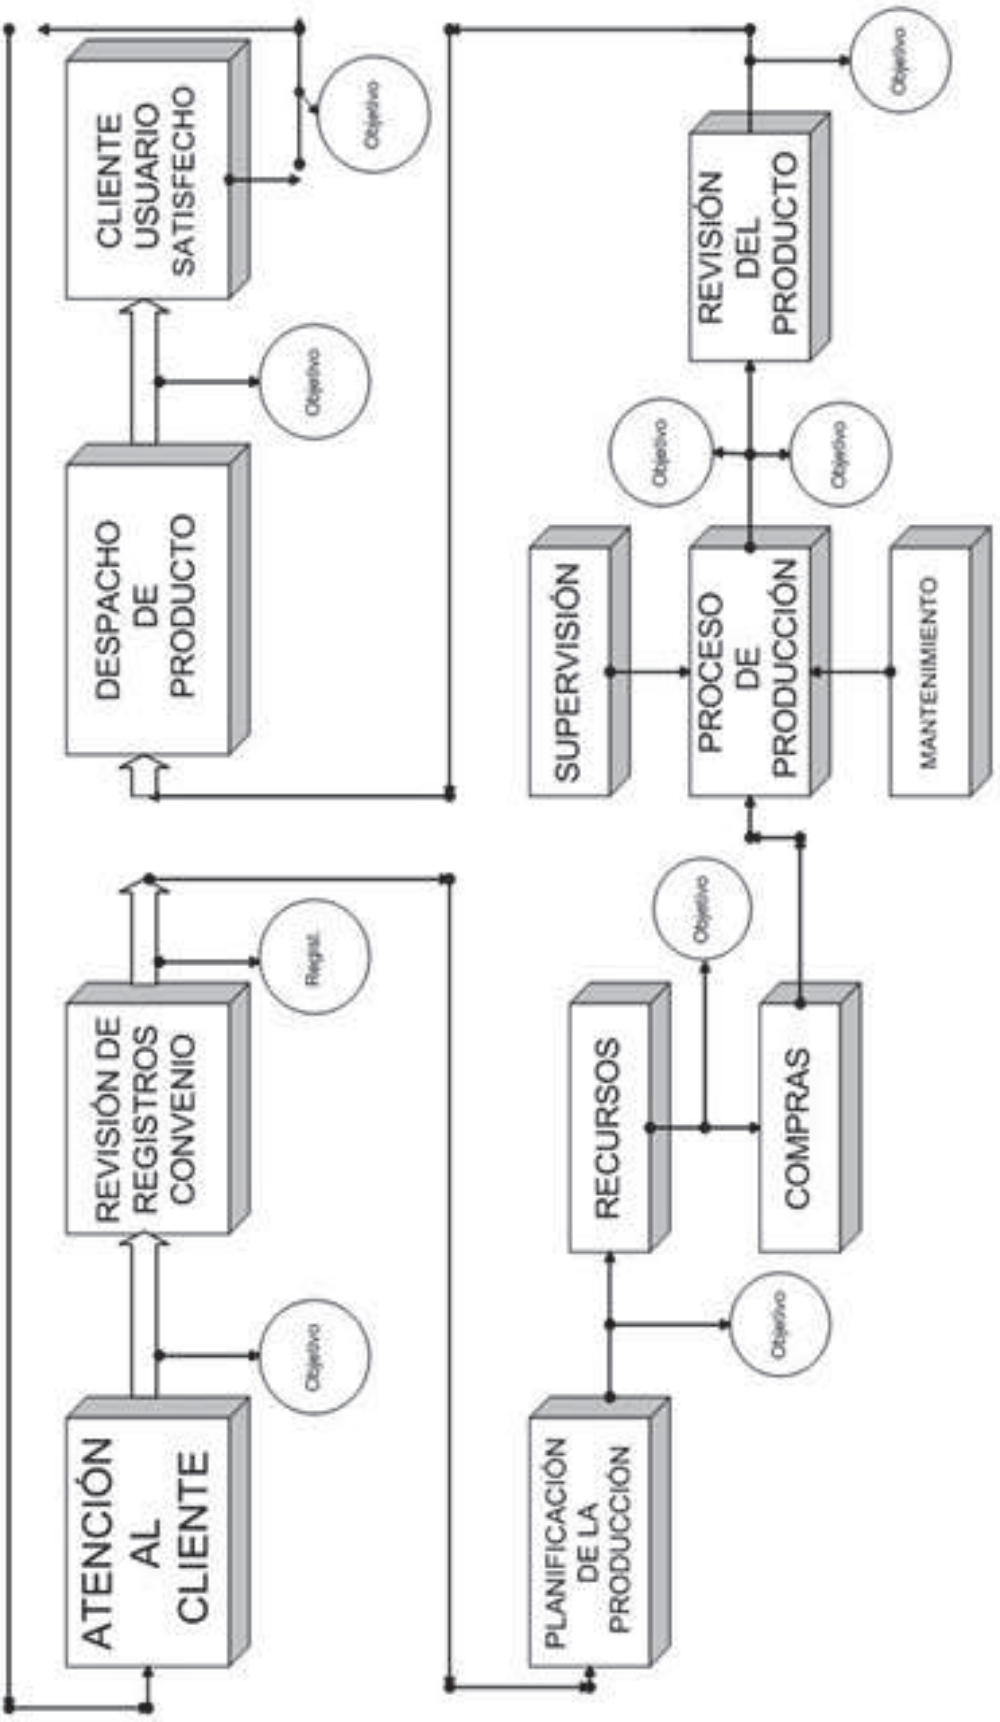 ATENCIÓN
AL
CLIENTE
Objetivo
REVISIÓN DE
REGISTROS
CONVENIO
Regist.
DESPACHO
DE
PRODUCTO
Objetivo
CLIENTE
USUARIO
SATISFECHO
Objetivo
PLANIFICACIÓN
DE LA
PRODUCCIÓN
Objetivo
RECURSOS
Objetivo
COMPRAS
SUPERVISIÓN
PROCESO
DE
PRODUCCIÓN
MANTENIMIENTO
Objetivo
Objetivo
REVISIÓN
DEL
PRODUCTO
Objetivo